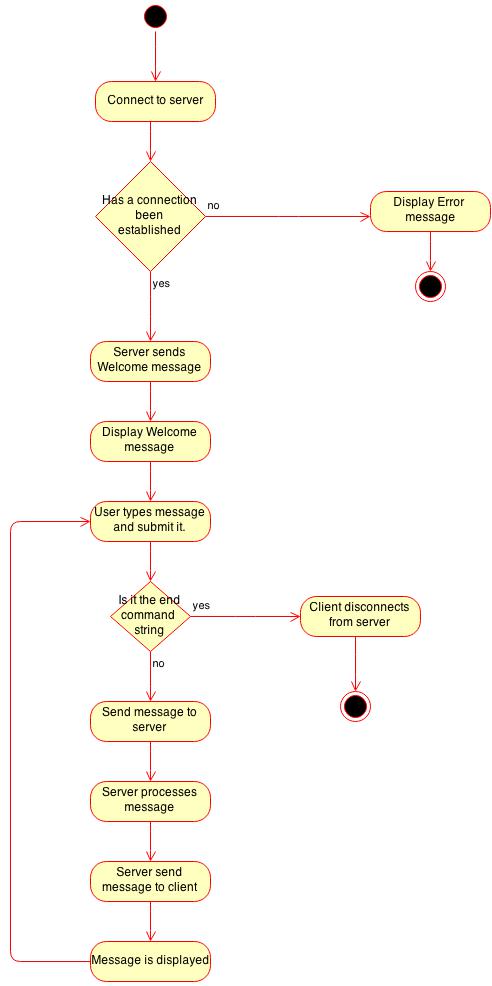 Connect to server
Has a connection
been
established
no
Display Error
message
yes
Server sends
Welcome message
Display Welcome
message
User types message
and submit it.
Is it the end
command
string
yes
Client disconnects
from server
no
Send message to
server
Server processes
message
Server send
message to client
Message is displayed